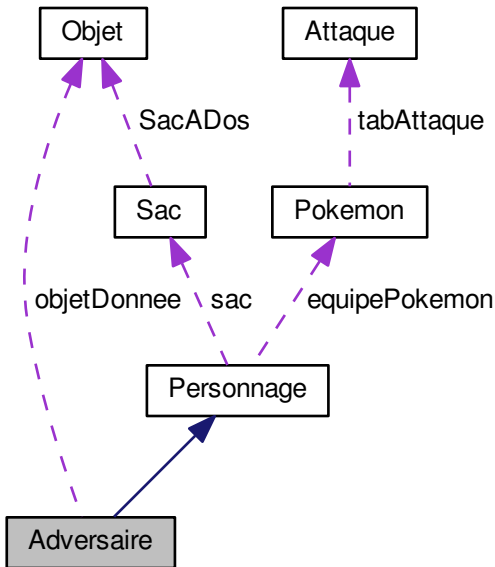 Objet
Attaque
SacADos
tabAttaque
Sac
Pokemon
objetDonnee
sac
equipePokemon
Personnage
Adversaire